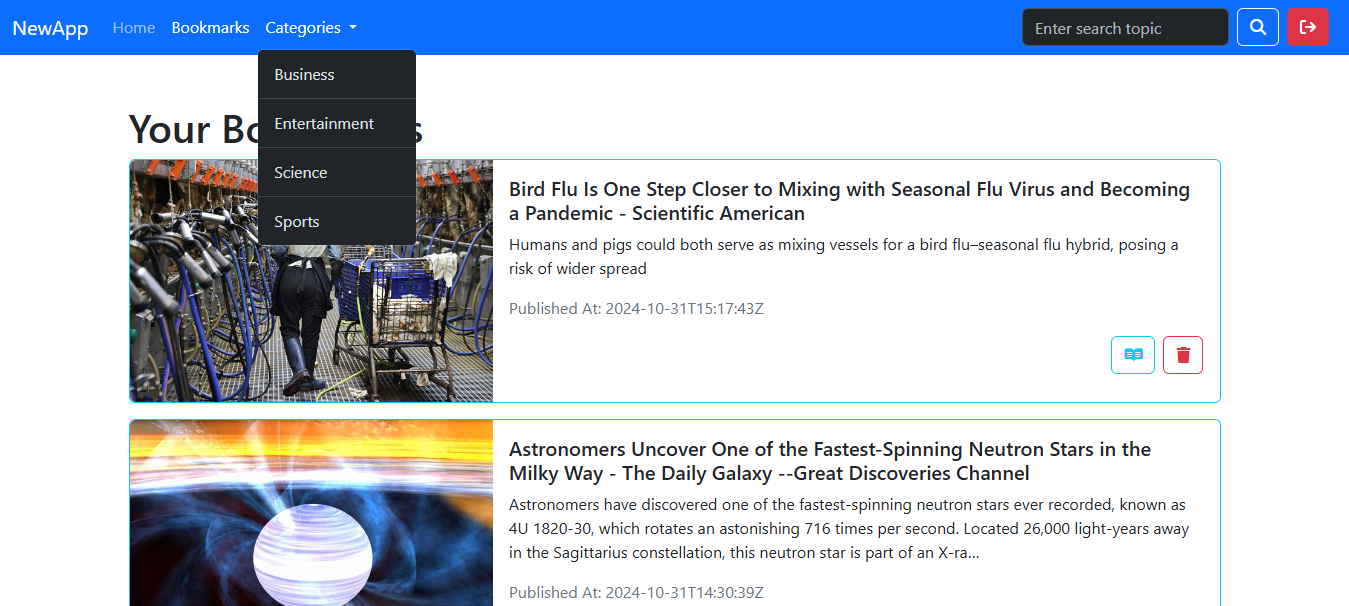 NewApp Home Bookmarks Categories Enter search topic
Business
Entertainment
Science
Sports
Your
Bird Flu Is One Step Closer to Mixing with Seasonal Flu Virus and Becoming
a Pandemic - Scientific American
Humans and pigs could both serve as mixing vessels for a bird flu–seasonal flu hybrid, posing a
risk of wider spread
Published At: 2024-10-31T15:17:43Z
Astronomers Uncover One of the Fastest-Spinning Neutron Stars in the
Milky Way - The Daily Galaxy --Great Discoveries Channel
Astronomers have discovered one of the fastest-spinning neutron stars ever recorded, known as
4U 1820-30, which rotates an astonishing 716 times per second. Located 26,000 light-years away
in the Sagittarius constellation, this neutron star is part of an X-ra...
Published At: 2024-10-31T14:30:39Z